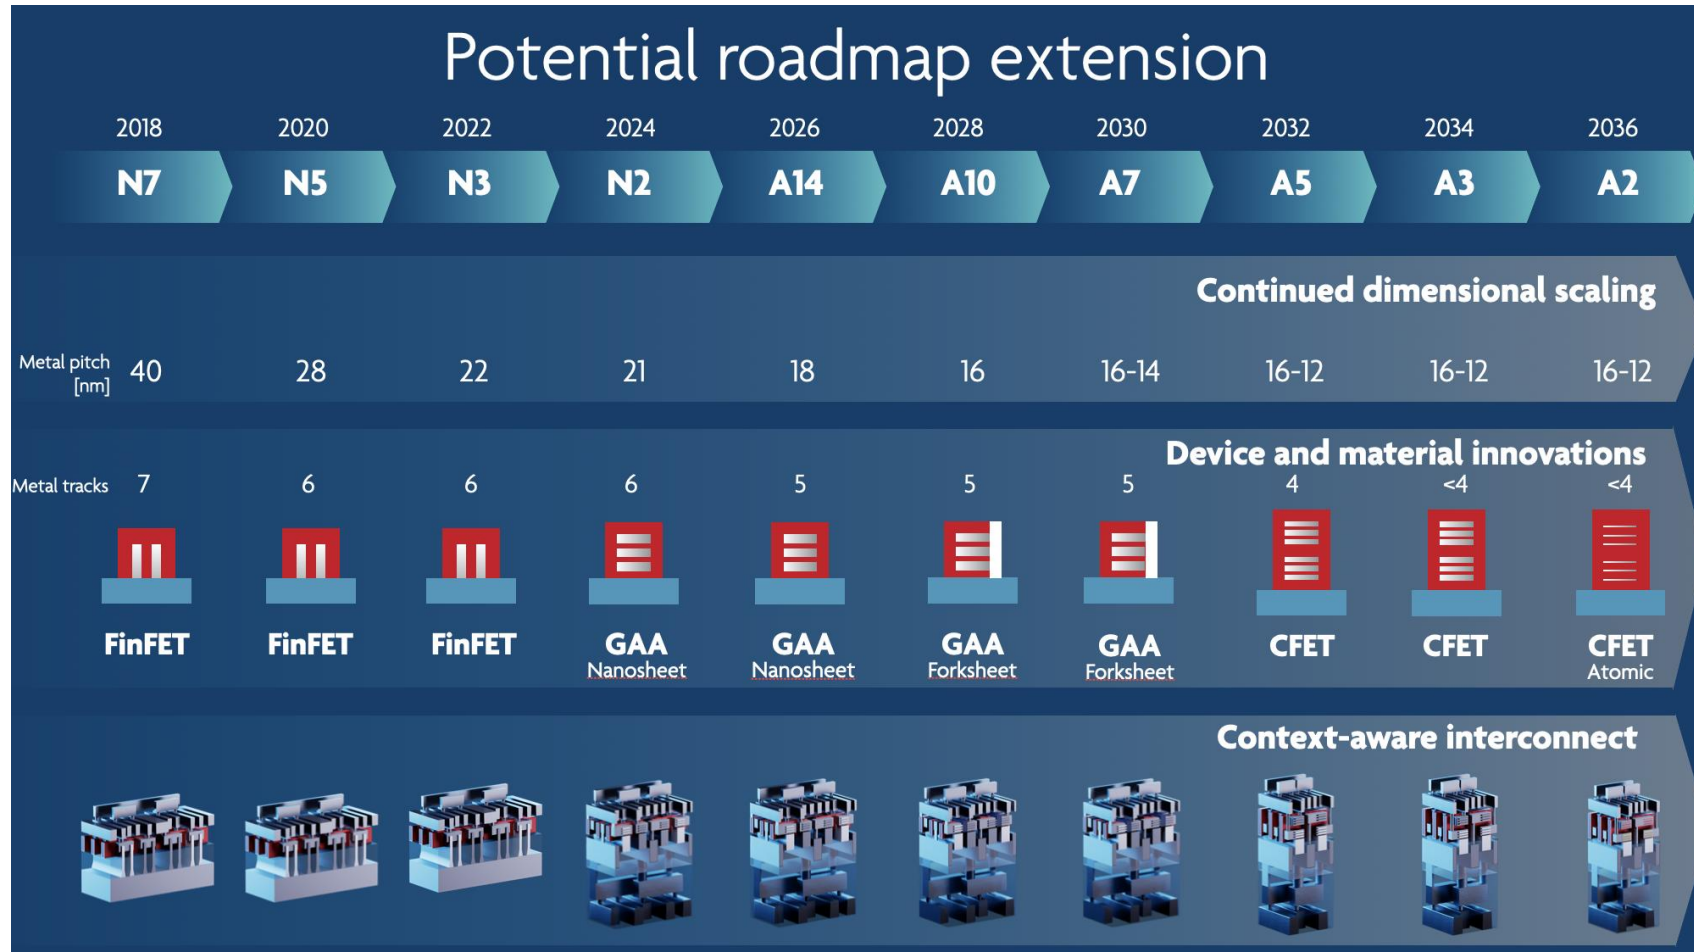 Potential roadmap extension
2018 2020 2022 2024 2026 2028 2030 2032 2034 2036
N7 N5 N3 N2 A14 A10 A7 A5 A3 A2
Continued dimensional scaling
Metal pitch
[nm]
40 28 22 21 18 16 16-14 16-12 16-12 16-12
Device and material innovations
Metal tracks 7 6 6 6 5 5 5 4 <4 <4
FinFET FinFET FinFET GAA GAA GAA GAA CFET CFET CFET
Nanosheet Nanosheet Forksheet Forksheet Atomic
Context-aware interconnect